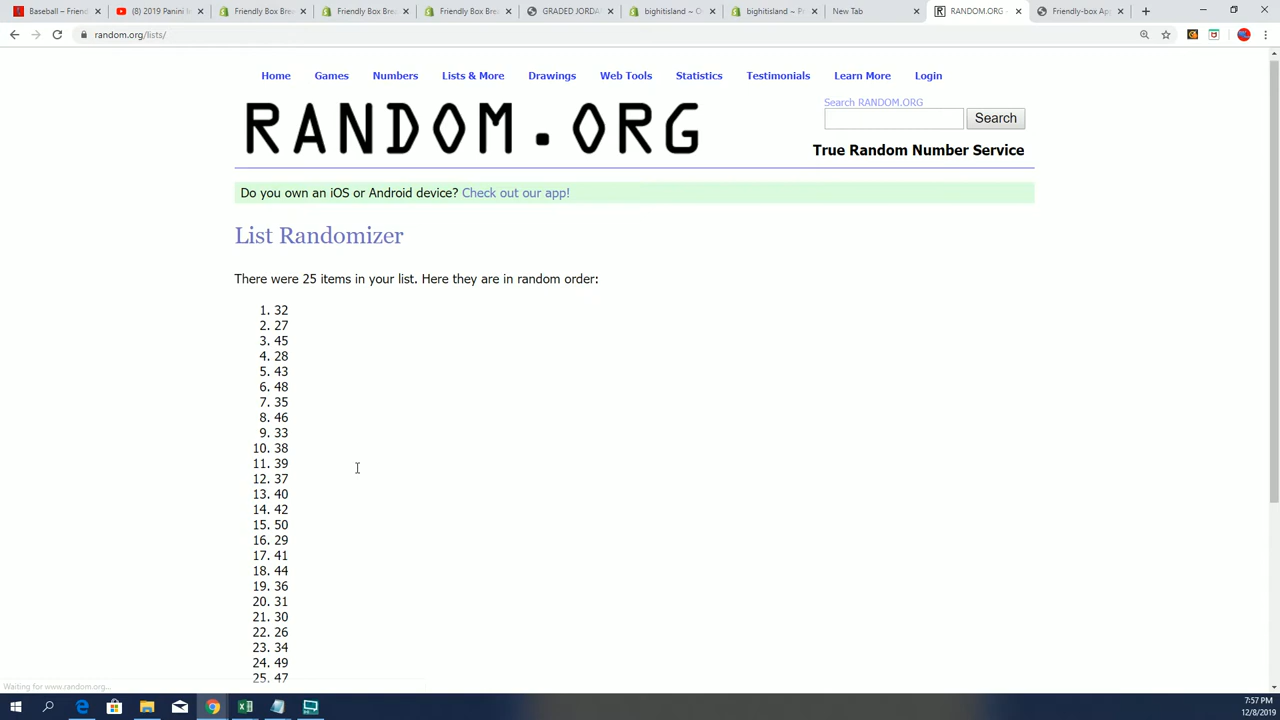 Baseball – Friend
(8) 2019 Panini I
Friendly Box Bre
Friendly Box Bre
Friendly Box Bre
GRADED JORDA
bighitisland ~ O
bighitisland ~ P
New Tab
RANDOM.ORG
Friendly-box Ap
random.org/lists/
Home Games Numbers Lists & More Drawings Web Tools Statistics Testimonials Learn More Login
RANDOM.ORG
Search RANDOM.ORG
Search
True Random Number Service
Do you own an iOS or Android device? Check out our app!
List Randomizer
There were 25 items in your list. Here they are in random order:
1. 32
2. 27
3. 45
4. 28
5. 43
6. 48
7. 35
8. 46
9. 33
10. 38
11. 39
12. 37
13. 40
14. 42
15. 50
16. 29
17. 41
18. 44
19. 36
20. 31
21. 30
22. 26
23. 34
24. 49
25. 47
Waiting for www.random.org...
7:57 PM
12/8/2019